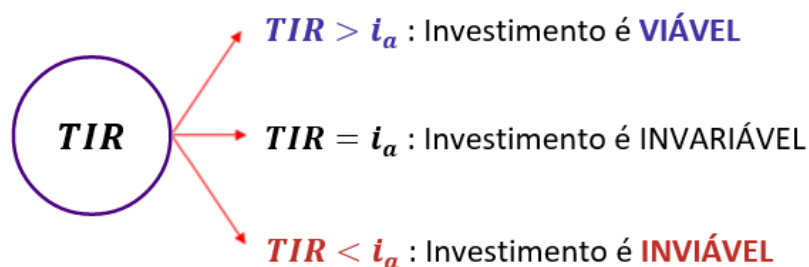 TIR > iₐ : Investimento é VIÁVEL
TIR
TIR = iₐ : Investimento é INVARIÁVEL
TIR < iₐ : Investimento é INVIÁVEL